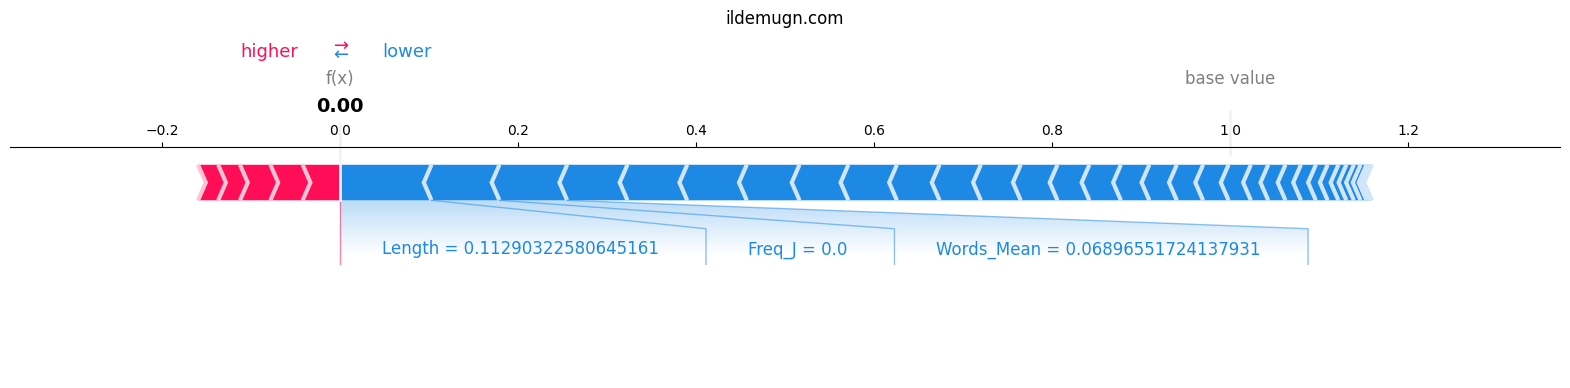 ildemugn.com
higher → lower
←
f(x)
base value
0.00
−0.2 0 0 0.2 0.4 0.6 0.8 1 0 1.2
Length = 0.11290322580645161 Freq_J = 0.0 Words_Mean = 0.06896551724137931